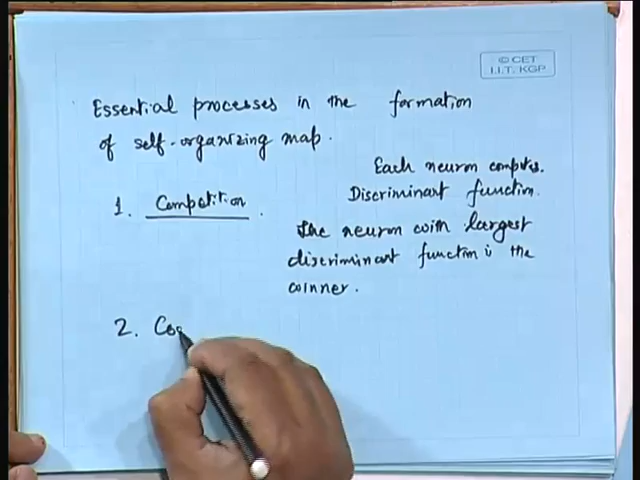 © CET
I.I.T. KGP
Essential processes in the formation
of self-organizing map.
Each neuron computes.
Discriminant function.
1. Competition.
The neuron with largest
discriminant function is the
winner.
2. Coo